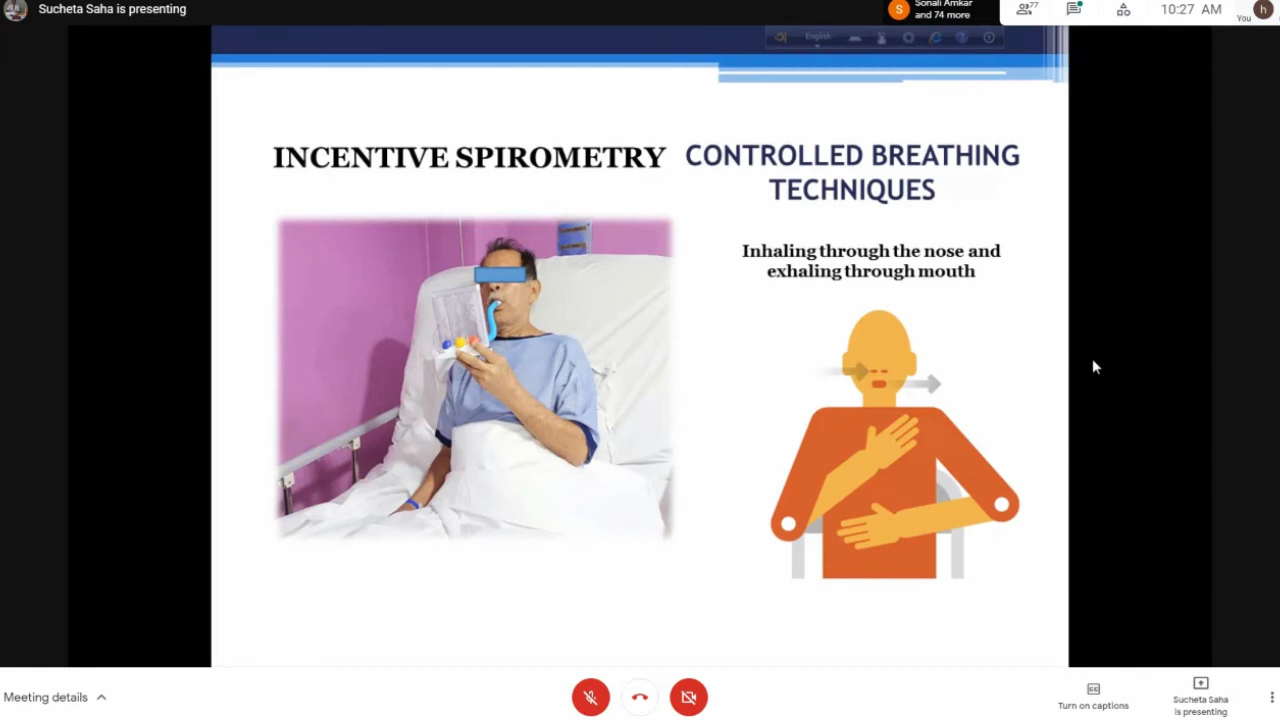 Sucheta Saha is presenting
Sonali Amkar
and 74 more
77
10:27 AM
You
h
S
অ
English
INCENTIVE SPIROMETRY
CONTROLLED BREATHING
TECHNIQUES
Inhaling through the nose and
exhaling through mouth
Meeting details
Turn on captions
Sucheta Saha
is presenting